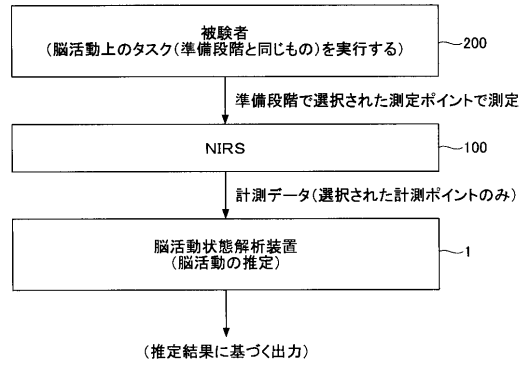 被験者
(脳活動上のタスク(準備段階と同じもの)を実行する)
200
準備段階で選択された測定ポイントで測定
NIRS
100
計測データ(選択された計測ポイントのみ)
脳活動状態解析装置
(脳活動の推定)
1
(推定結果に基づく出力)